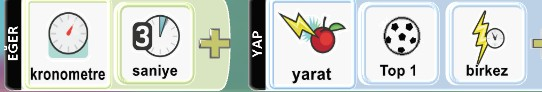 EĞER
kronometre
3
saniye
YAP
yarat
Top 1
birkez